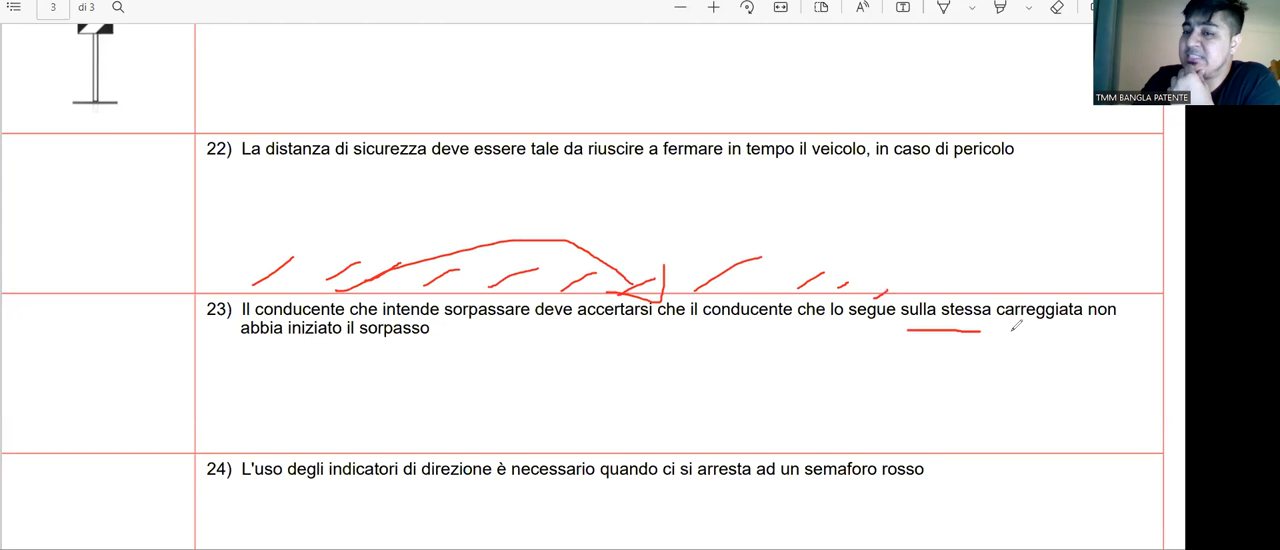 3 di 3
TMM BANGLA PATENTE
22) La distanza di sicurezza deve essere tale da riuscire a fermare in tempo il veicolo, in caso di pericolo
23) Il conducente che intende sorpassare deve accertarsi che il conducente che lo segue sulla stessa carreggiata non
abbia iniziato il sorpasso
24) L'uso degli indicatori di direzione è necessario quando ci si arresta ad un semaforo rosso